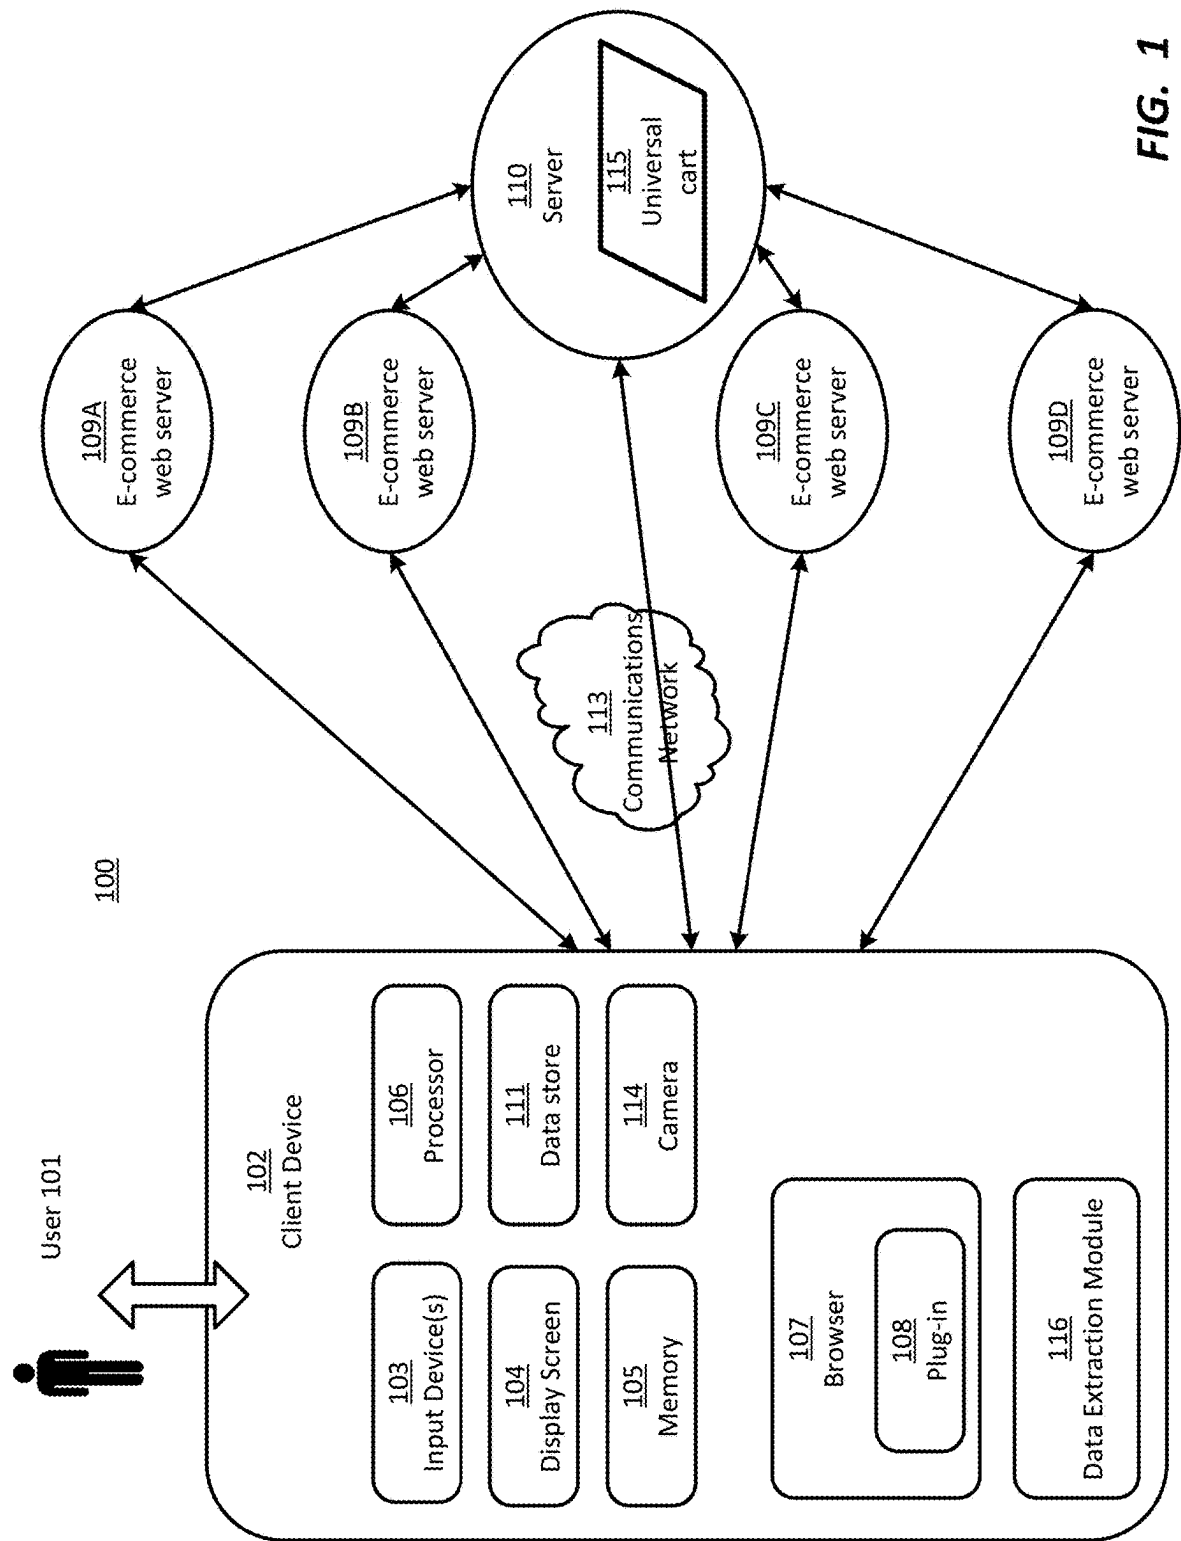 100
User 101
102
Client Device
103
Input Device(s)
106
Processor
104
Display Screen
111
Data store
105
Memory
114
Camera
107
Browser
108
Plug-in
116
Data Extraction Module
113
Communications
Network
109A
E-commerce
web server
109B
E-commerce
web server
109C
E-commerce
web server
109D
E-commerce
web server
110
Server
115
Universal
cart
FIG. 1